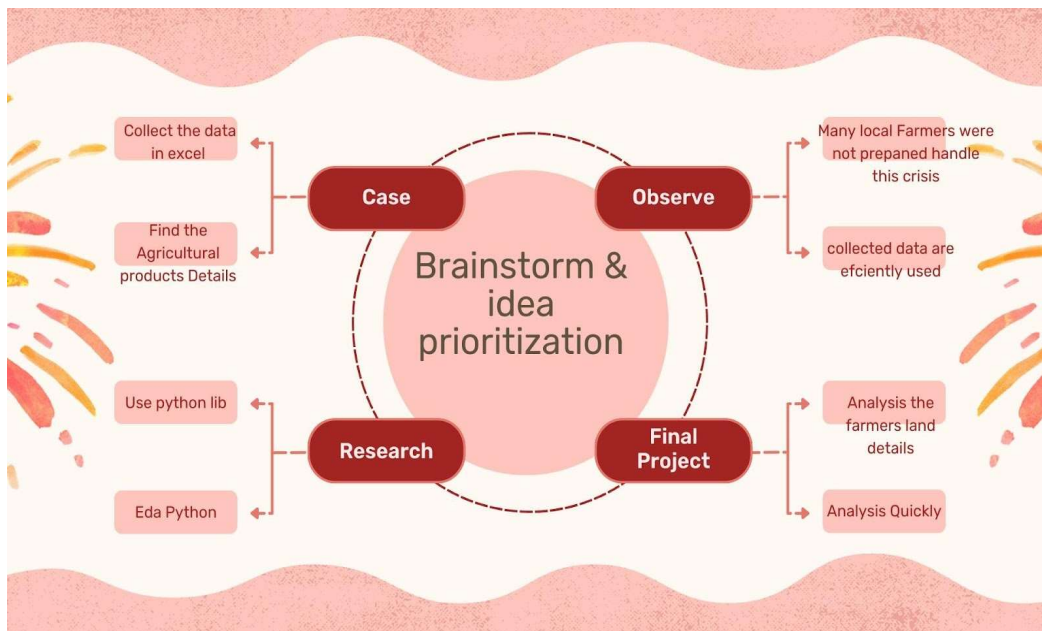 Collect the data
in excel
Find the
Agricultural
products Details
Case
Observe
Many local Farmers were
not prepaned handle
this crisis
collected data are
efciently used
Brainstorm &
idea
prioritization
Use python lib
Eda Python
Research
Final
Project
Analysis the
farmers land
details
Analysis Quickly